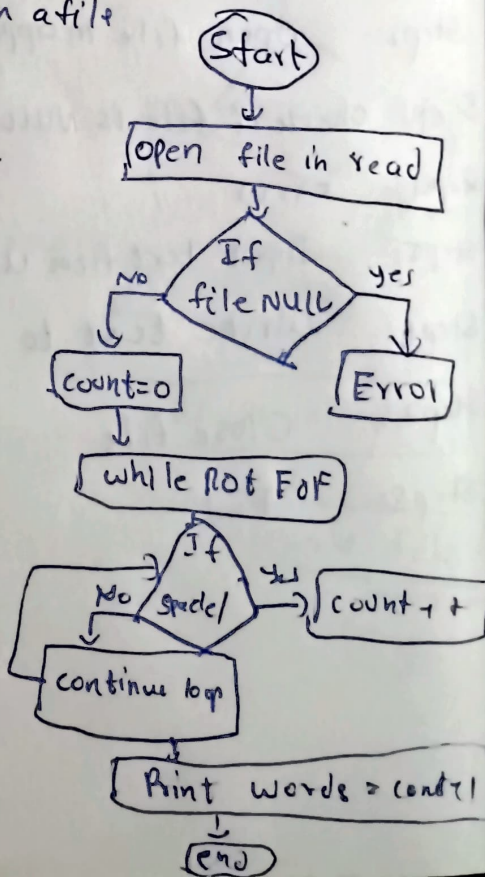 n a file
Start
open file in read
If
file NULL
No
yes
count=0
Error
while not EOF
If
space/
No
Yes
count++
continue loop
Print words = count+1
end